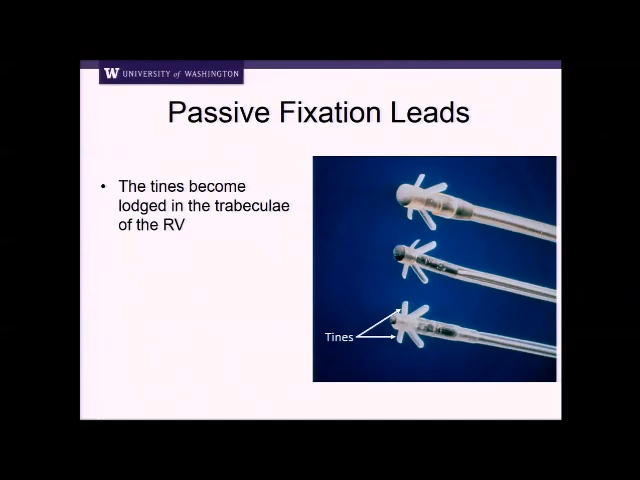 W UNIVERSITY of WASHINGTON
Passive Fixation Leads
• The tines become
lodged in the trabeculae
of the RV
Tines